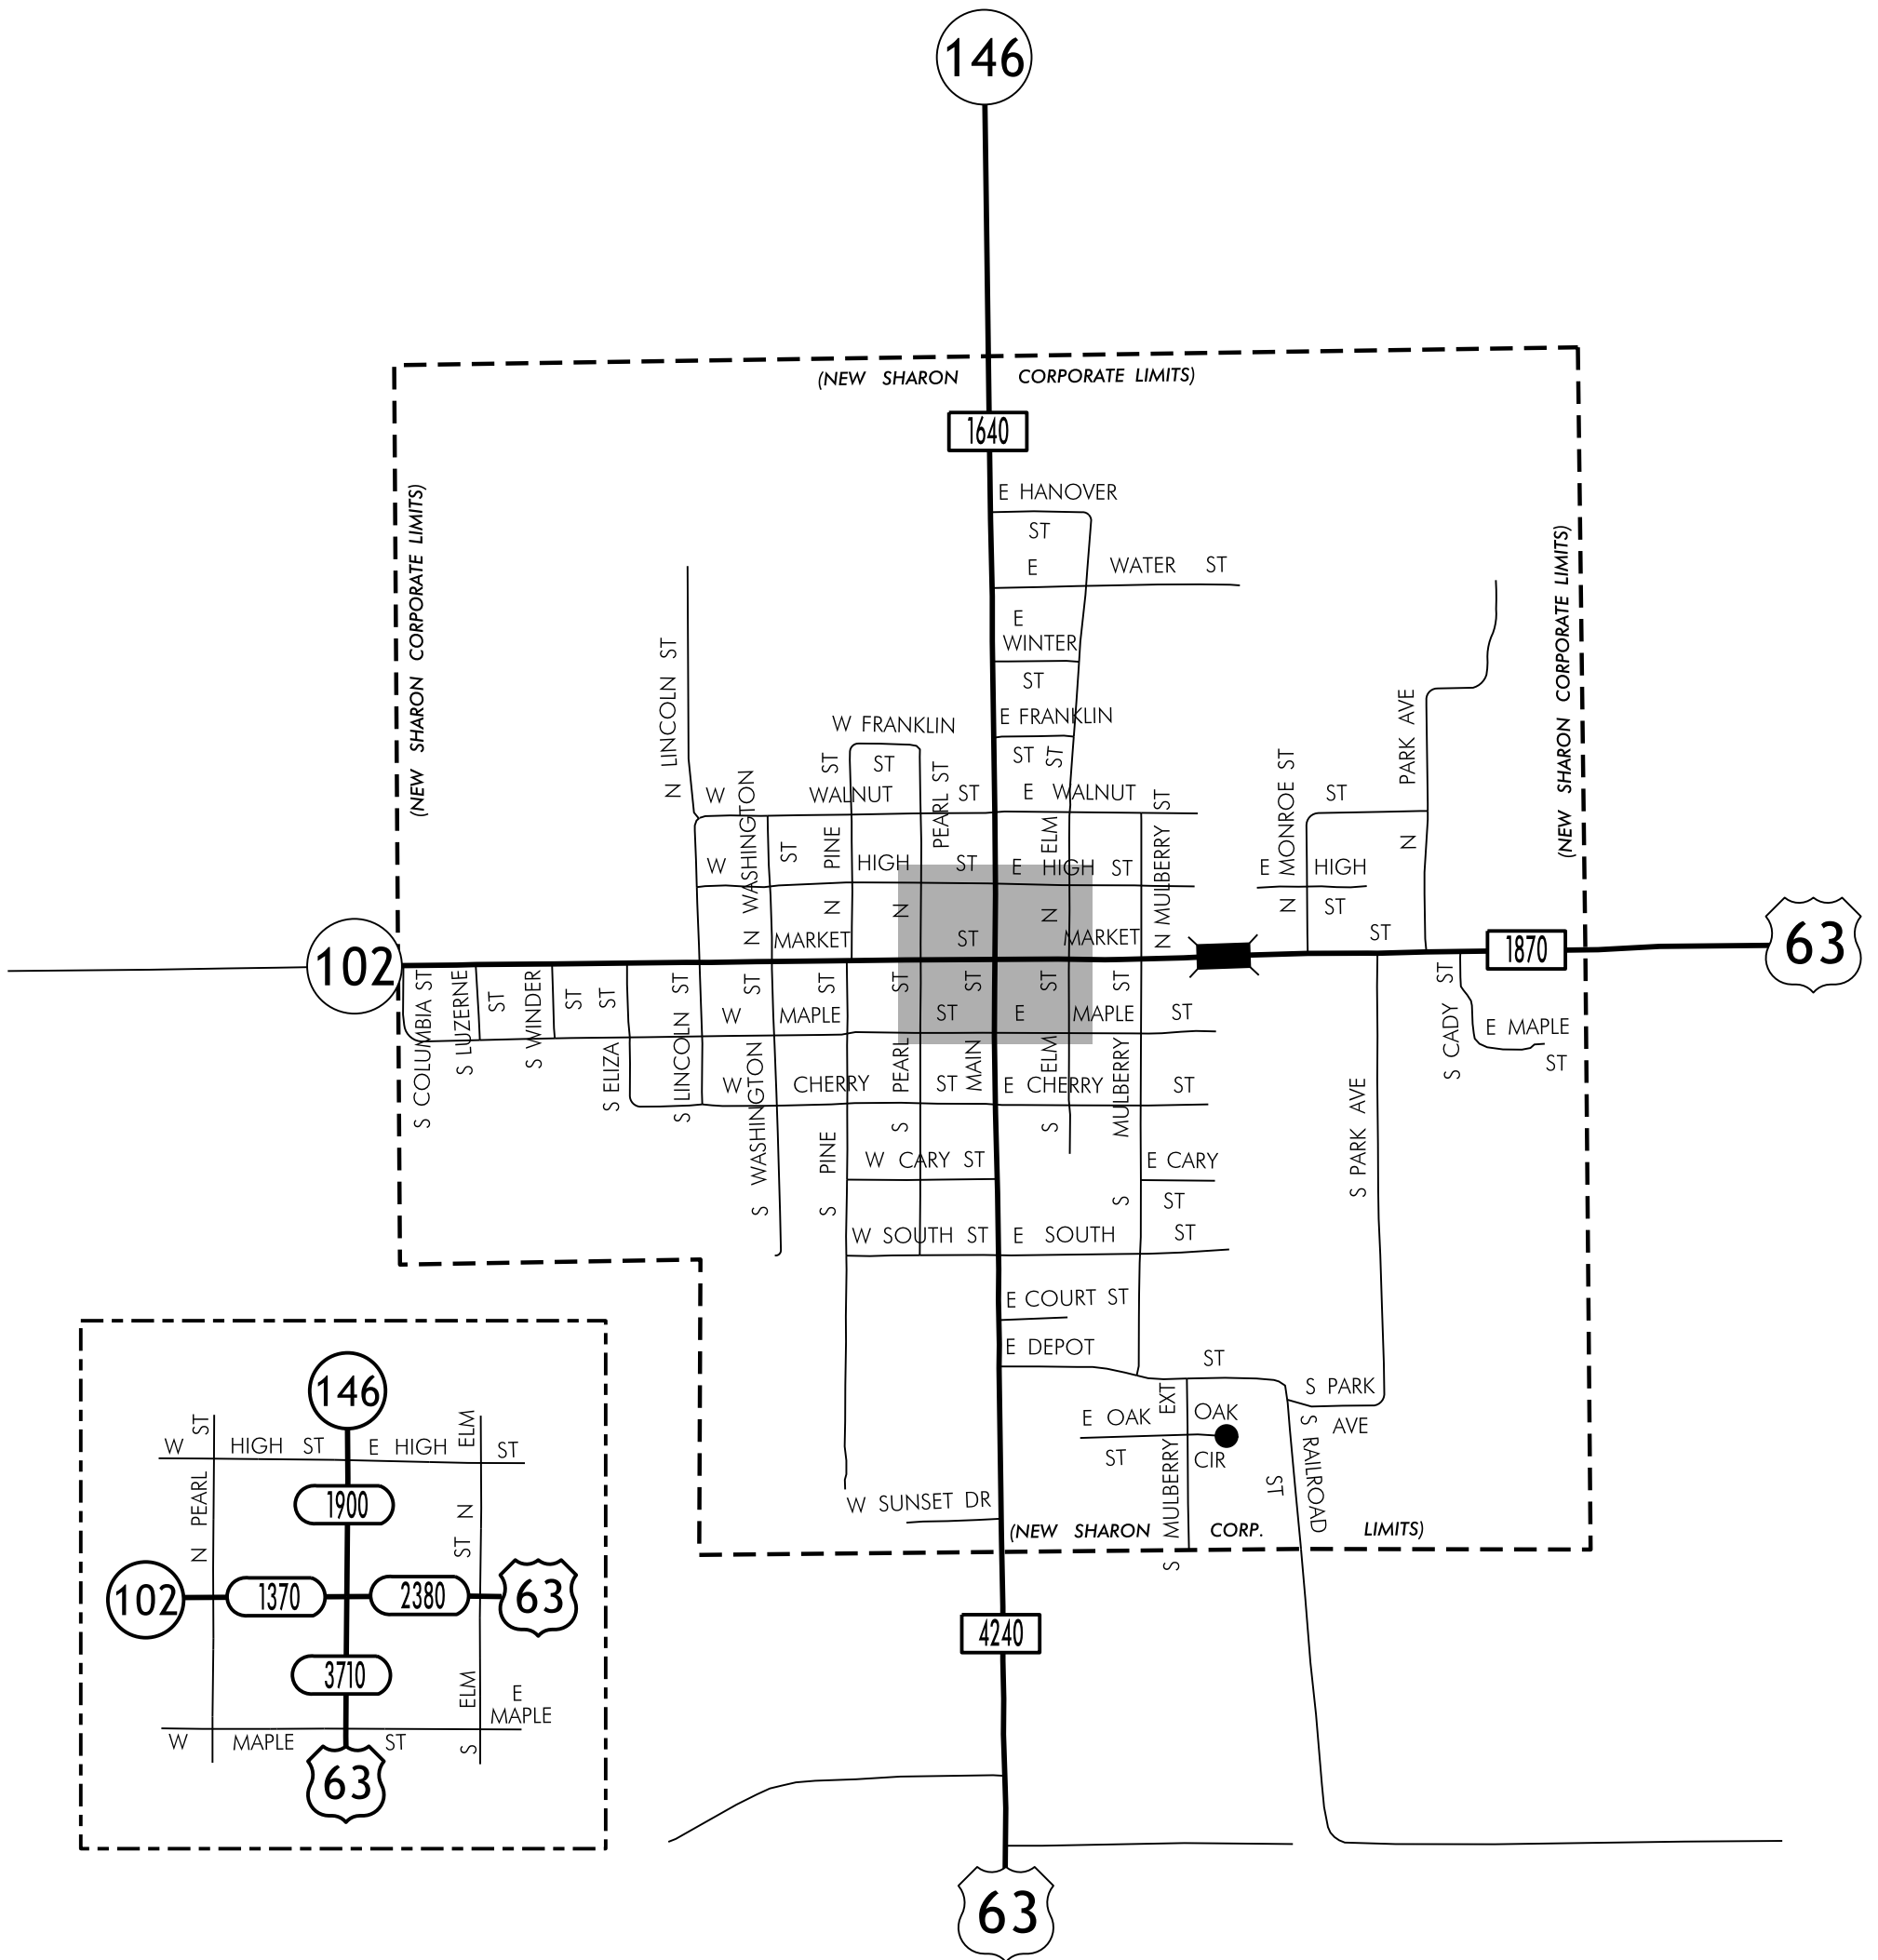 146
(NEW SHARON CORPORATE LIMITS)
1640
(NEW SHARON CORPORATE LIMITS)
(NEW SHARON CORPORATE LIMITS)
E HANOVER
ST
E WATER ST
E
WINTER
ST
N LINCOLN ST
W FRANKLIN
ST
E FRANKLIN
ST
W WALNUT ST
E WALNUT
ST
N WASHINGTON
ST
N PINE ST
N PEARL ST
N ELM ST
N MULBERRY ST
N MONROE ST
N PARK AVE
W HIGH ST
E HIGH ST
E HIGH
ST
MARKET ST
MARKET
ST
102
1870
63
S COLUMBIA ST
S LUZERNE
ST
S WINDER
ST
S ELIZA
ST
S LINCOLN ST
S WASHINGTON
ST
S PINE ST
S PEARL ST
MAIN ST
S ELM ST
S MULBERRY ST
S PARK AVE
S CADY ST
W MAPLE ST
E MAPLE ST
E MAPLE
ST
W CHERRY ST
E CHERRY ST
W CARY ST
E CARY
ST
W SOUTH ST
E SOUTH ST
E COURT ST
E DEPOT
ST
S PARK
AVE
E OAK
ST
OAK
CIR
S MULBERRY EXT
S RAILROAD
ST
W SUNSET DR
(NEW SHARON CORP. LIMITS)
4240
63
146
W HIGH ST
E HIGH ST
N PEARL ST
N ELM
ST
1900
102
1370
2380
63
3710
S ELM
W MAPLE ST
E
MAPLE
63